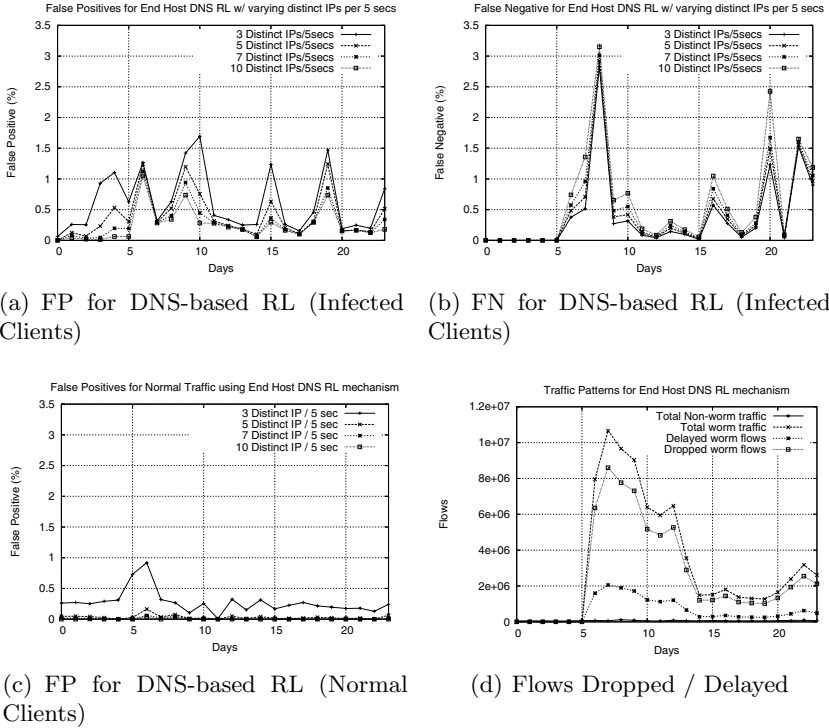 False Positives for End Host DNS RL w/ varying distinct IPs per 5 secs
3.5
3
2.5
2
1.5
1
0.5
0
0
5
10
15
20
False Positive (%)
Days
3 Distinct IPs/5secs
5 Distinct IPs/5secs
7 Distinct IPs/5secs
10 Distinct IPs/5secs
False Negative for End Host DNS RL w/ varying distinct IPs per 5 secs
3.5
3
2.5
2
1.5
1
0.5
0
0
5
10
15
20
False Negative (%)
Days
3 Distinct IPs/5secs
5 Distinct IPs/5secs
7 Distinct IPs/5secs
10 Distinct IPs/5secs
(a) FP for DNS-based RL (Infected
Clients)
(b) FN for DNS-based RL (Infected
Clients)
False Positives for Normal Traffic using End Host DNS RL mechanism
3.5
3
2.5
2
1.5
1
0.5
0
0
5
10
15
20
False Positive (%)
Days
3 Distinct IP / 5 sec
5 Distinct IP / 5 sec
7 Distinct IP / 5 sec
10 Distinct IP / 5 sec
Traffic Patterns for End Host DNS RL mechanism
1.2e+07
1e+07
8e+06
6e+06
4e+06
2e+06
0
0
5
10
15
20
Flows
Days
Total Non-worm traffic
Total worm traffic
Delayed worm flows
Dropped worm flows
(c) FP for DNS-based RL (Normal
Clients)
(d) Flows Dropped / Delayed